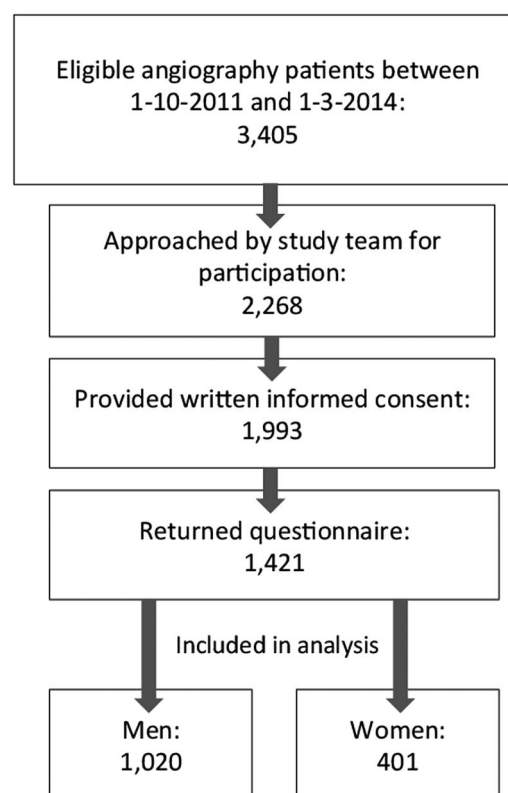 Eligible angiography patients between
1-10-2011 and 1-3-2014:
3,405
Approached by study team for
participation:
2,268
Provided written informed consent:
1,993
Returned questionnaire:
1,421
Included in analysis
Men:
1,020
Women:
401